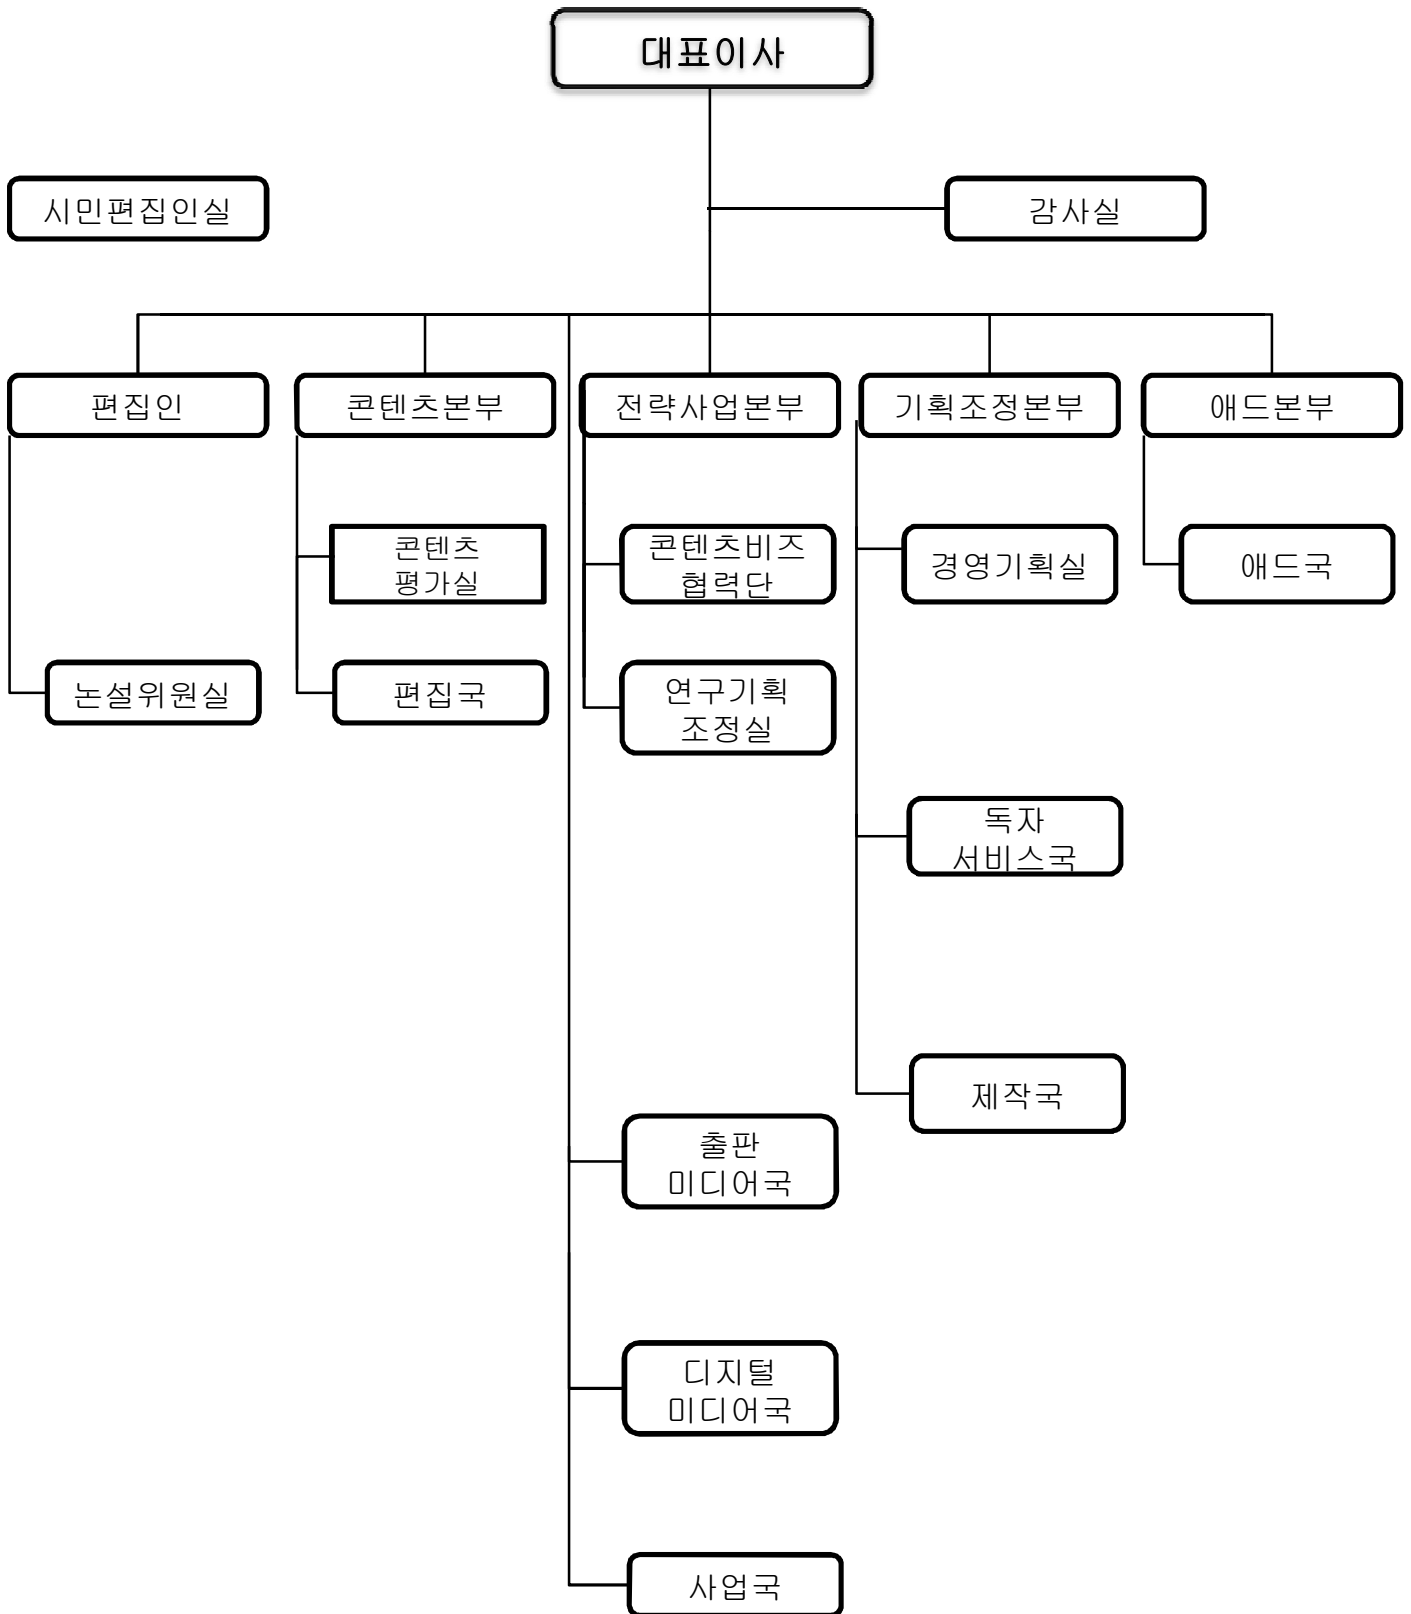 대표이사
시민편집인실
감사실
편집인
콘텐츠본부
전략사업본부
기획조정본부
애드본부
콘텐츠
평가실
콘텐츠비즈
협력단
경영기획실
애드국
논설위원실
편집국
연구기획
조정실
독자
서비스국
제작국
출판
미디어국
디지털
미디어국
사업국